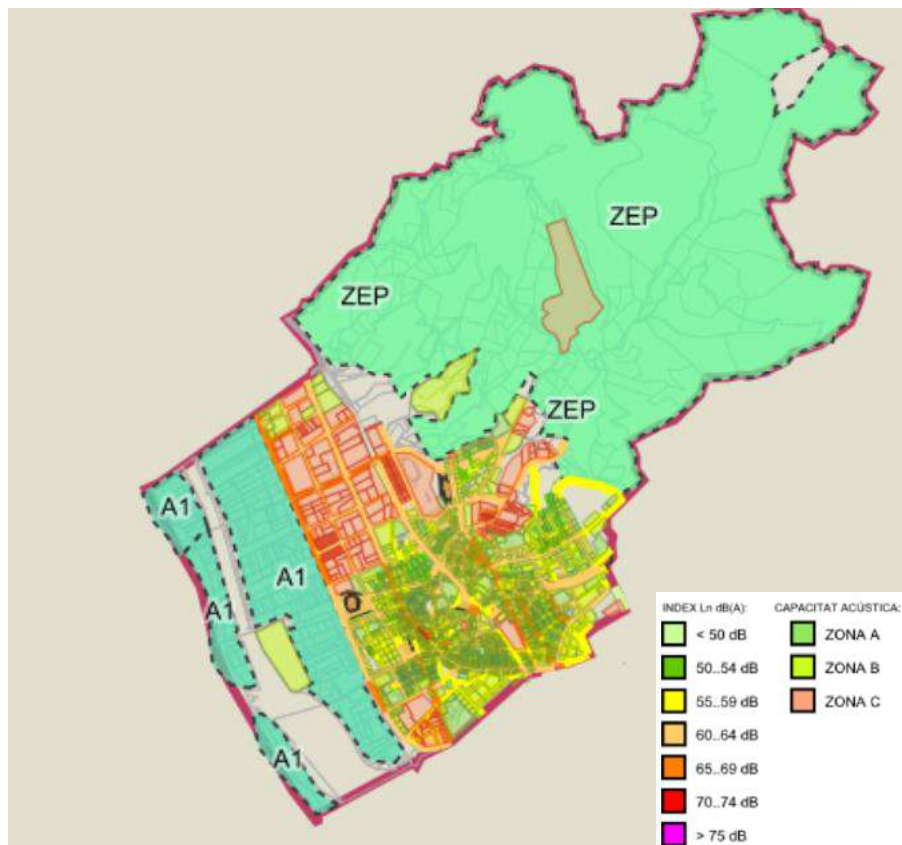 ZEP
ZEP
ZEP
A1
A1
A1
A1
INDEX Ln dB(A):
< 50 dB
50..54 dB
55..59 dB
60..64 dB
65..69 dB
70..74 dB
> 75 dB
CAPACITAT ACÚSTICA:
ZONA A
ZONA B
ZONA C